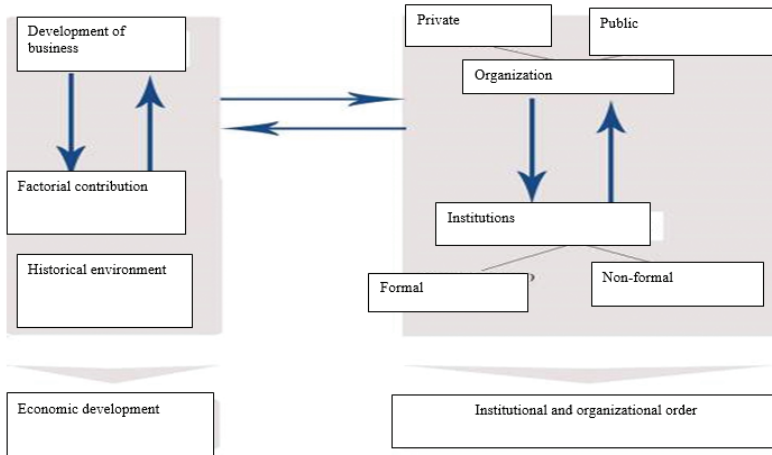 Development of
business
Private
Public
Organization
Factorial contribution
Institutions
Historical environment
Formal
Non-formal
Economic development
Institutional and organizational order